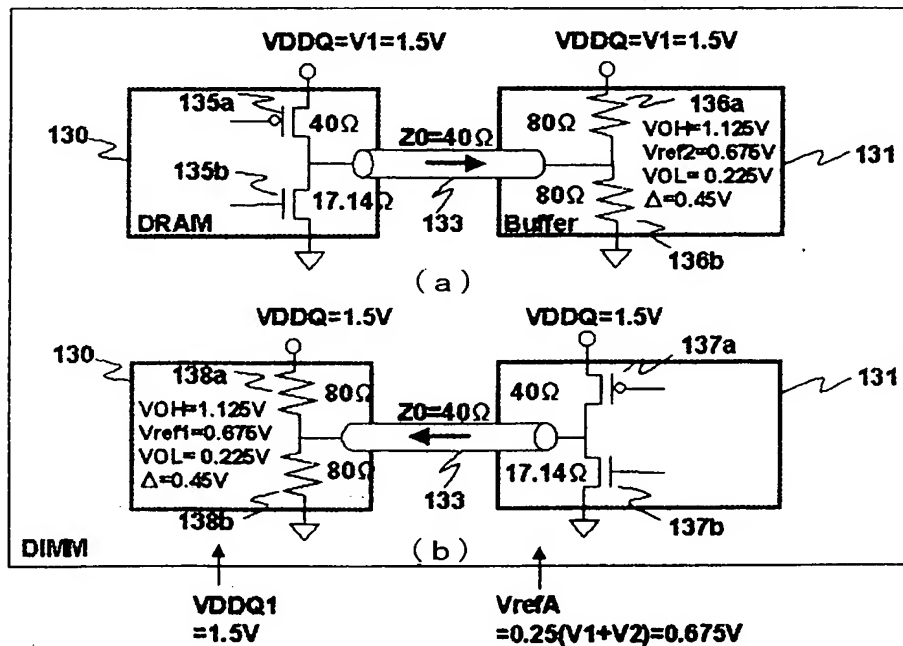 VDDQ=V1=1.5V VDDQ=V1=1.5V
135a 136a
130 40Ω Z0=40Ω 80Ω VOH=1.125V
Vref2=0.675V 131
135b VOL= 0.225V
17.14Ω 80Ω Δ=0.45V
DRAM 133 Buffer
136b
(a)
VDDQ=1.5V VDDQ=1.5V
130 137a
138a 80Ω Z0=40Ω 40Ω 131
VOH=1.125V
Vref1=0.675V
VOL= 0.225V 80Ω 17.14Ω
Δ=0.45V 133
138b 137b
DIMM (b)
VDDQ1 VrefA
=1.5V =0.25(V1+V2)=0.675V